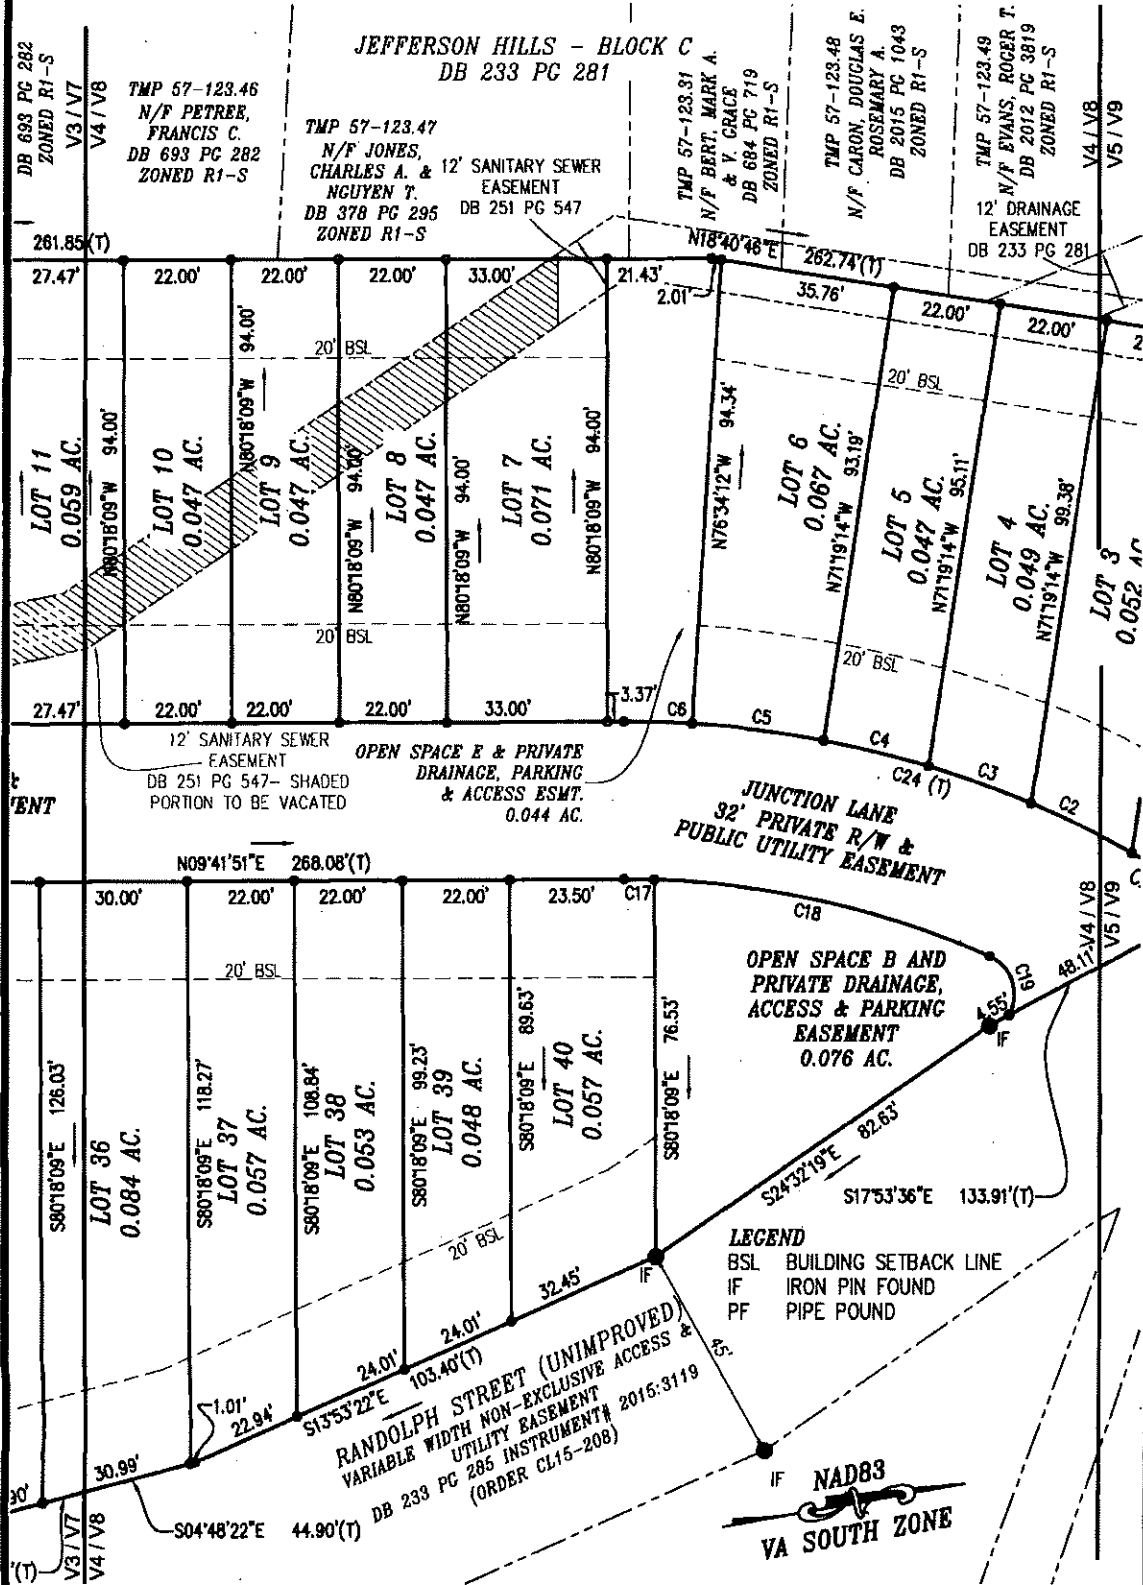 JEFFERSON HILLS - BLOCK C
DB 233 PG 281
DB 693 PG 282
ZONED R1-S
V3 / V7
V4 / V8
TMP 57-123.46
N/F PETREE,
FRANCIS C.
DB 693 PG 282
ZONED R1-S
TMP 57-123.47
N/F JONES,
CHARLES A. &
NGUYEN T.
DB 378 PG 295
ZONED R1-S
12' SANITARY SEWER
EASEMENT
DB 251 PG 547
TMP 57-123.31
N/F BERT, MARK A.
& V. GRACE
DB 684 PG 719
ZONED R1-S
TMP 57-123.48
N/F CARON, DOUGLAS E.
ROSEMARY A.
DB 2015 PG 1043
ZONED R1-S
TMP 57-123.49
N/F EVANS, ROGER T.
DB 2012 PG 3819
ZONED R1-S
V4 / V8
V5 / V9
12' DRAINAGE
EASEMENT
DB 233 PG 281
261.85'(T)
27.47'
22.00'
22.00'
22.00'
33.00'
21.43'
2.01'
N18°40'46"E
262.74'(T)
35.76'
22.00'
22.00'
2
20' BSL
20' BSL
LOT 11
0.059 AC.
N80°18'09"W 94.00'
LOT 10
0.047 AC.
N80°18'09"W 94.00'
LOT 9
0.047 AC.
N80°18'09"W 94.00'
LOT 8
0.047 AC.
N80°18'09"W 94.00'
LOT 7
0.071 AC.
N80°18'09"W 94.00'
N76°34'12"W 94.34'
LOT 6
0.067 AC.
N71°19'14"W 93.19'
LOT 5
0.047 AC.
N71°19'14"W 95.11'
LOT 4
0.049 AC.
N71°19'14"W 99.38'
LOT 3
0.052 AC
20' BSL
20' BSL
27.47'
22.00'
22.00'
22.00'
33.00'
3.37'
C6
C5
C4
C24 (T)
C3
C2
12' SANITARY SEWER
EASEMENT
DB 251 PG 547- SHADED
PORTION TO BE VACATED
OPEN SPACE E & PRIVATE
DRAINAGE, PARKING
& ACCESS ESMT.
0.044 AC.
&
'ENT
JUNCTION LANE
32' PRIVATE R/W &
PUBLIC UTILITY EASEMENT
N09°41'51"E 268.08'(T)
30.00'
22.00'
22.00'
22.00'
23.50'
C17
C18
C19
C
V4 / V8
V5 / V9
48.11'
4.55'
IF
OPEN SPACE B AND
PRIVATE DRAINAGE,
ACCESS & PARKING
EASEMENT
0.076 AC.
20' BSL
S80°18'09"E 126.03'
LOT 36
0.084 AC.
S80°18'09"E 118.27'
LOT 37
0.057 AC.
S80°18'09"E 108.84'
LOT 38
0.053 AC.
S80°18'09"E 99.23'
LOT 39
0.048 AC.
S80°18'09"E 89.63'
LOT 40
0.057 AC.
S80°18'09"E 76.53'
S24°32'19"E 82.63'
S17°53'36"E 133.91'(T)
20' BSL
LEGEND
BSL BUILDING SETBACK LINE
IF IRON PIN FOUND
PF PIPE POUND
IF
45'
32.45'
24.01'
24.01'
103.40'(T)
S13°53'22"E
22.94'
1.01'
30.99'
90'
S04°48'22"E 44.90'(T)
'(T)
V3 / V7
V4 / V8
RANDOLPH STREET (UNIMPROVED)
VARIABLE WIDTH NON-EXCLUSIVE ACCESS &
UTILITY EASEMENT
DB 233 PG 285 INSTRUMENT# 2015:3119
(ORDER CL15-208)
IF
NAD83
VA SOUTH ZONE